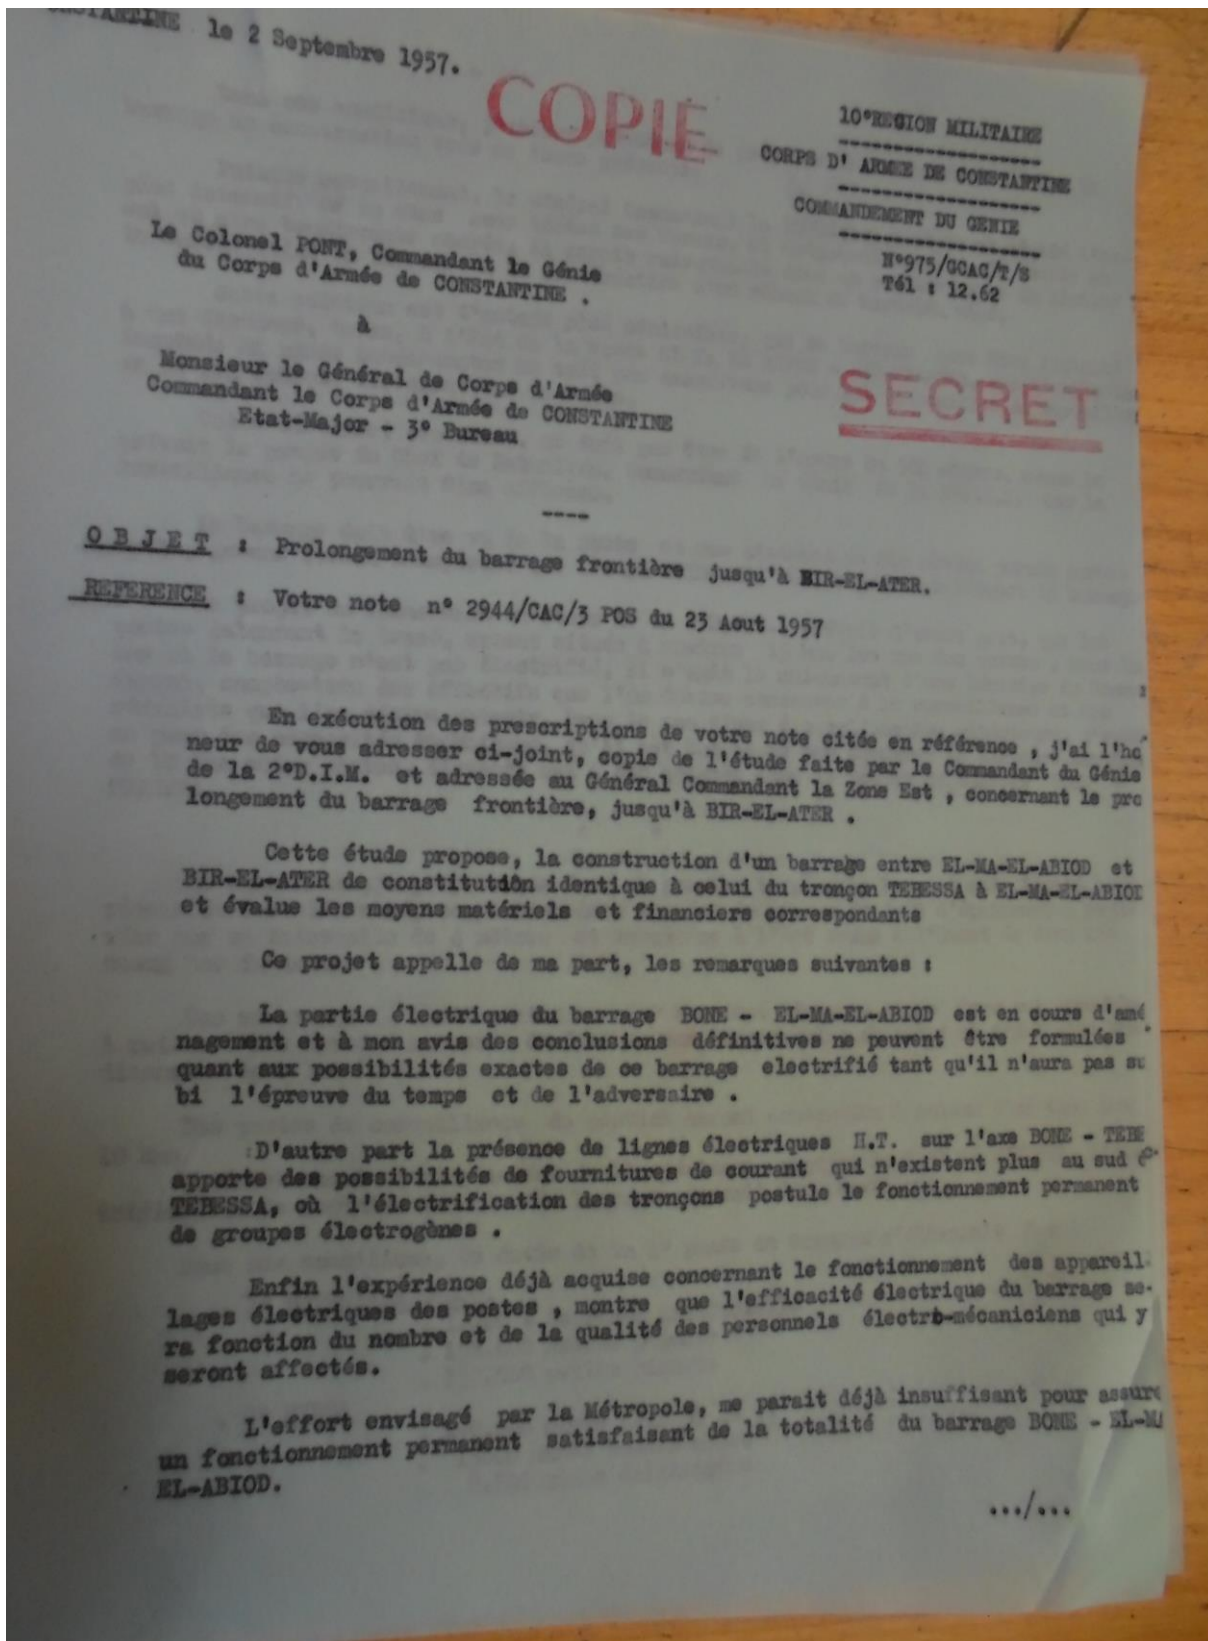 CONSTANTINE le 2 Septembre 1957.
COPIE
10°REGION MILITAIRE
CORPS D' ARMEE DE CONSTANTINE
COMMANDEMENT DU GENIE
N°975/GCAC/T/S
Tél : 12.62
Le Colonel PONT, Commandant le Génie
du Corps d'Armée de CONSTANTINE .
à
Monsieur le Général de Corps d'Armée
Commandant le Corps d'Armée de CONSTANTINE
Etat-Major - 3° Bureau
SECRET
----
OBJET : Prolongement du barrage frontière jusqu'à BIR-EL-ATER.
REFERENCE : Votre note n° 2944/CAC/3 POS du 23 Aout 1957
En exécution des prescriptions de votre note citée en référence , j'ai l'ho
neur de vous adresser ci-joint, copie de l'étude faite par le Commandant du Génie
de la 2°D.I.M. et adressée au Général Commandant la Zone Est , concernant le pro
longement du barrage frontière, jusqu'à BIR-EL-ATER .
Cette étude propose, la construction d'un barrage entre EL-MA-EL-ABIOD et
BIR-EL-ATER de constitution identique à celui du tronçon TEBESSA à EL-MA-EL-ABIOD
et évalue les moyens matériels et financiers correspondants
Ce projet appelle de ma part, les remarques suivantes :
La partie électrique du barrage BONE - EL-MA-EL-ABIOD est en cours d'amé
nagement et à mon avis des conclusions définitives ne peuvent être formulées
quant aux possibilités exactes de ce barrage electrifié tant qu'il n'aura pas su
bi l'épreuve du temps et de l'adversaire .
D'autre part la présence de lignes électriques H.T. sur l'axe BONE - TEBE
apporte des possibilités de fournitures de courant qui n'existent plus au sud de
TEBESSA, où l'électrification des tronçons postule le fonctionnement permanent
de groupes électrogènes .
Enfin l'expérience déjà acquise concernant le fonctionnement des appareil
lages électriques des postes , montre que l'efficacité électrique du barrage se-
ra fonction du nombre et de la qualité des personnels électro-mécaniciens qui y
seront affectés.
L'effort envisagé par la Métropole, me parait déjà insuffisant pour assure
un fonctionnement permanent satisfaisant de la totalité du barrage BONE - EL-MA
EL-ABIOD.
.../...